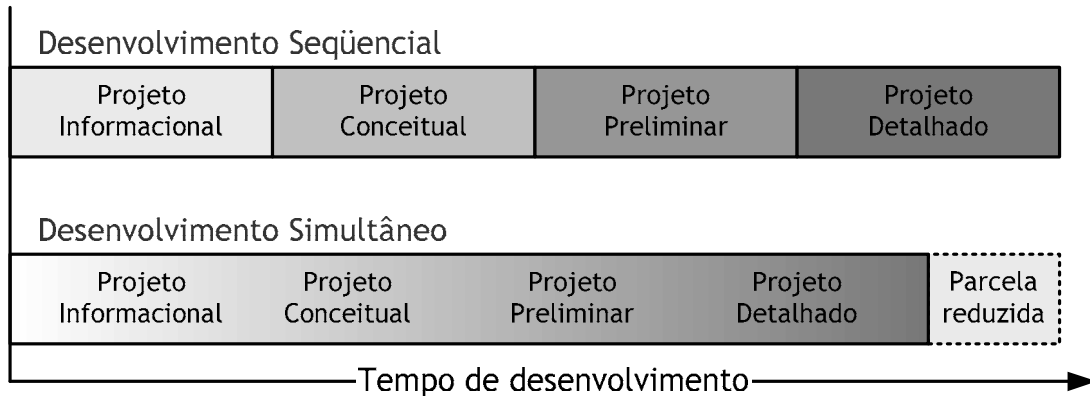 Desenvolvimento Seqüencial
Projeto Informacional
Projeto Conceitual
Projeto Preliminar
Projeto Detalhado
Desenvolvimento Simultâneo
Projeto Informacional
Projeto Conceitual
Projeto Preliminar
Projeto Detalhado
Parcela reduzida
Tempo de desenvolvimento